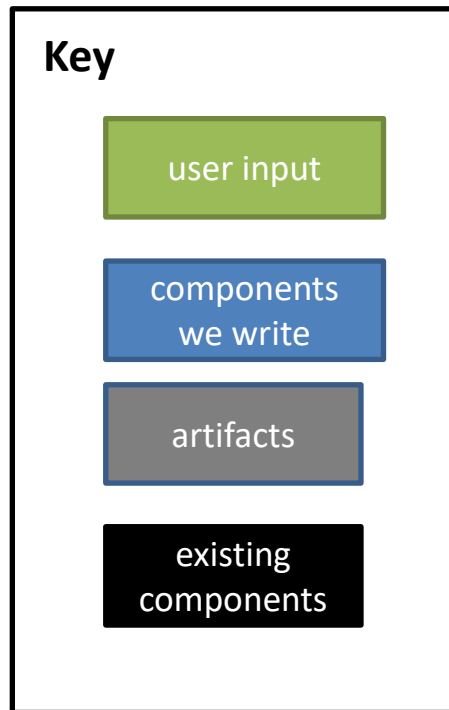 Key
user input
components
we write
artifacts
existing
components